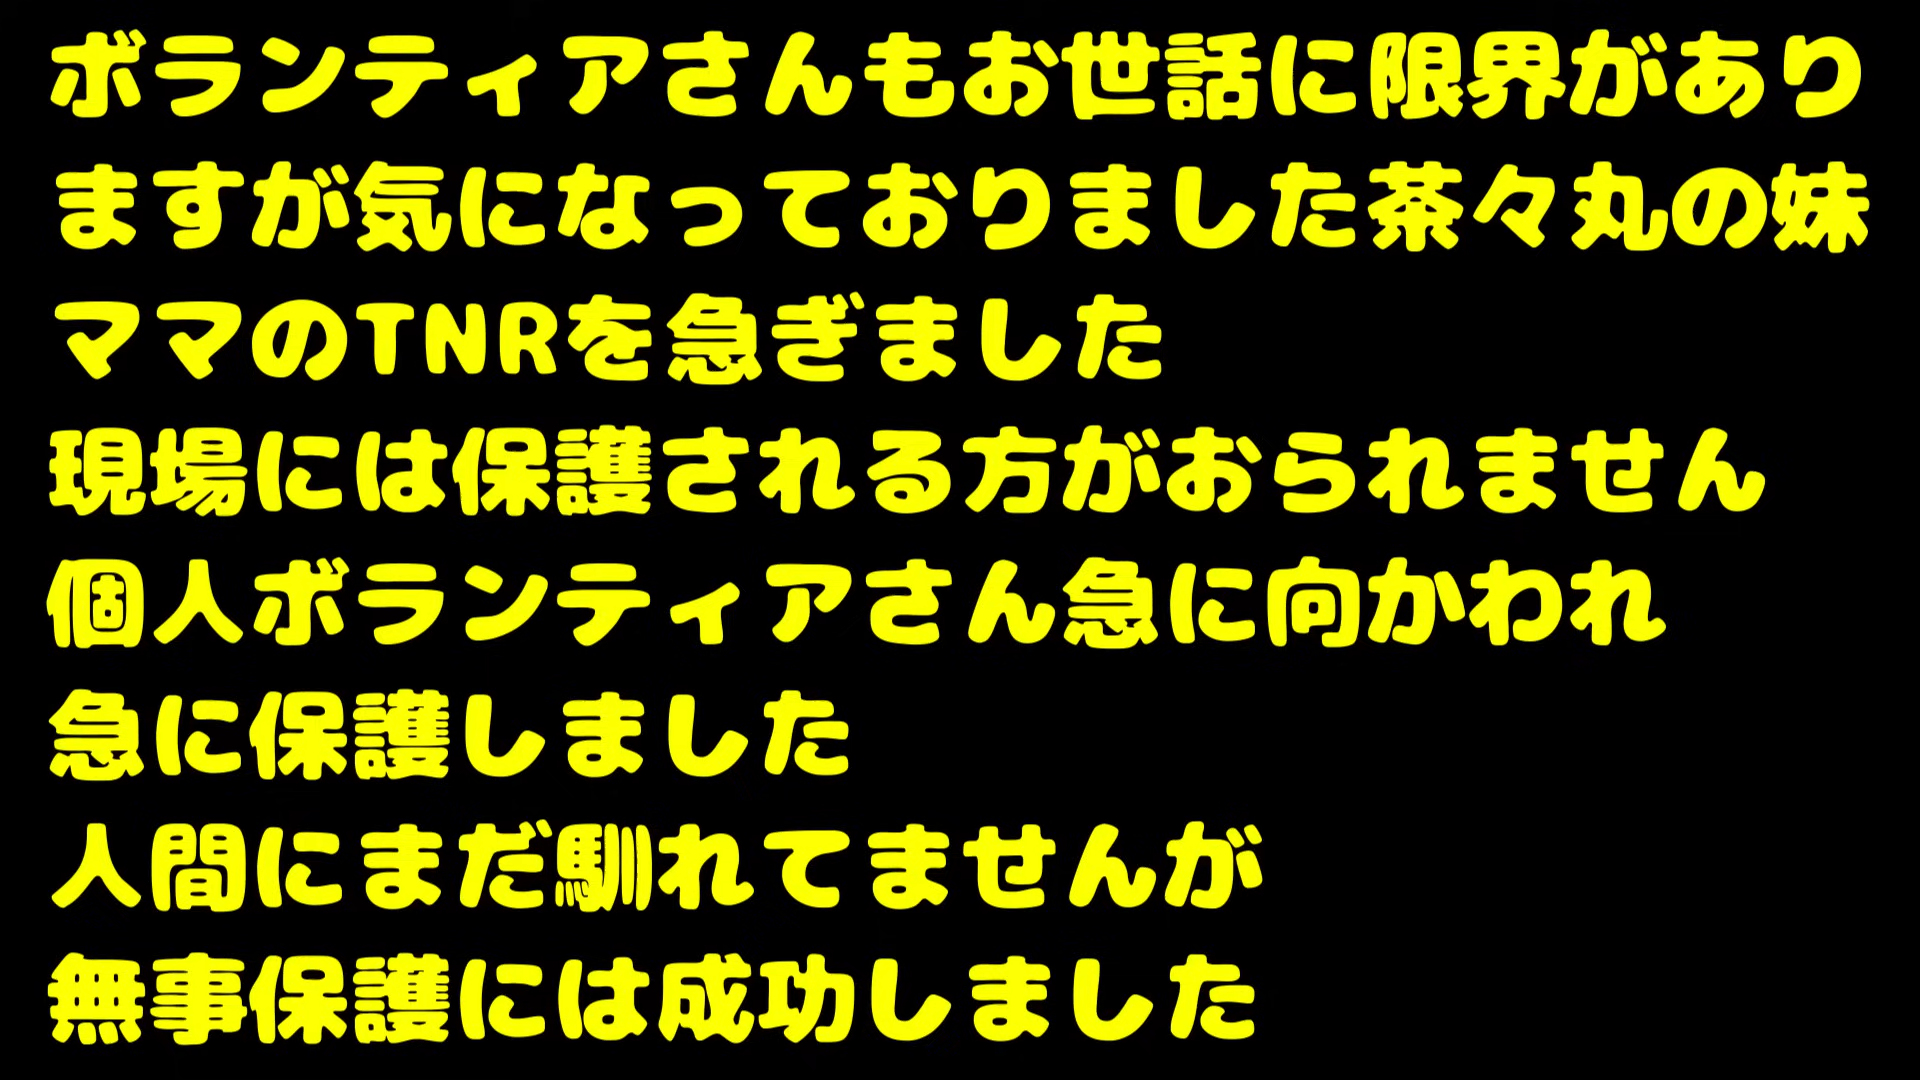 ボランティアさんもお世話に限界があり
ますが気になっておりました茶々丸の妹
ママのTNRを急ぎました
現場には保護される方がおられません
個人ボランティアさん急に向かわれ
急に保護しました
人間にまだ馴れてませんが
無事保護には成功しました